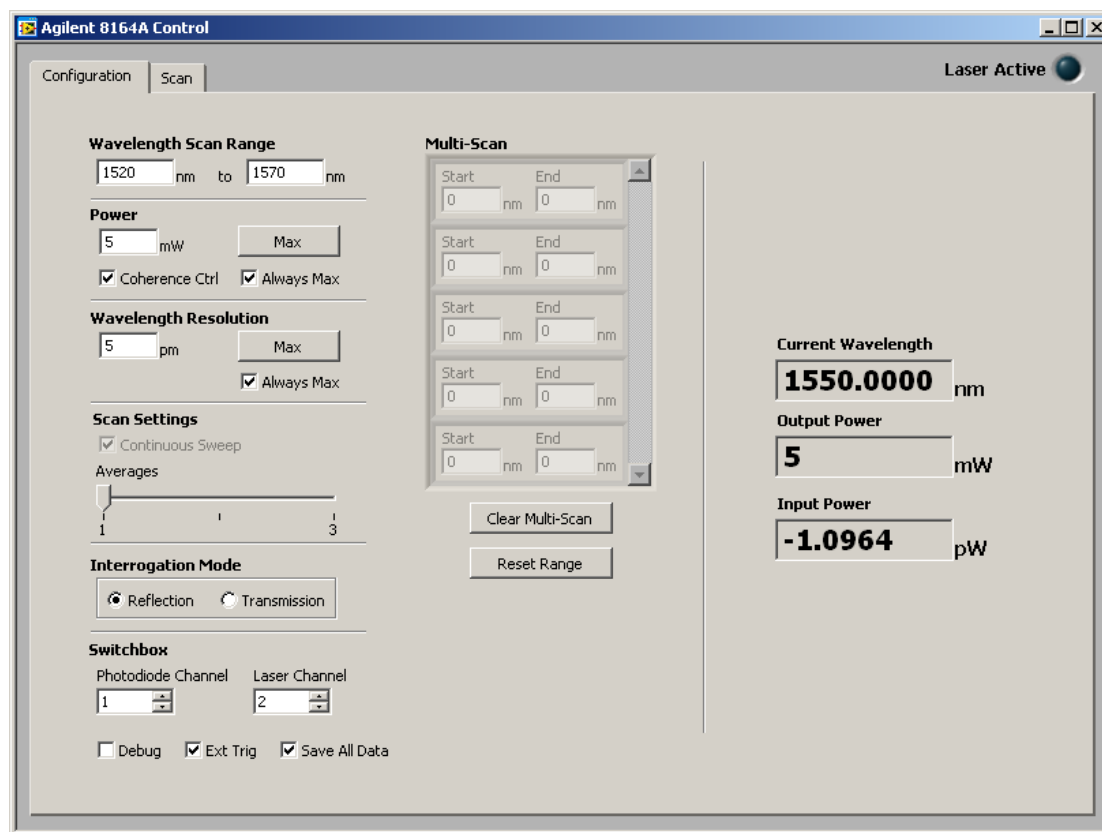 Agilent 8164A Control
Configuration
Scan
Laser Active
Wavelength Scan Range
1520 nm to 1570 nm
Power
5 mW Max
Coherence Ctrl Always Max
Wavelength Resolution
5 pm Max
Always Max
Scan Settings
Continuous Sweep
Averages
1 3
Interrogation Mode
Reflection Transmission
Switchbox
Photodiode Channel Laser Channel
1 2
Debug Ext Trig Save All Data
Multi-Scan
Start End
0 nm 0 nm
Start End
0 nm 0 nm
Start End
0 nm 0 nm
Start End
0 nm 0 nm
Start End
0 nm 0 nm
Clear Multi-Scan
Reset Range
Current Wavelength
1550.0000 nm
Output Power
5 mW
Input Power
-1.0964 pW